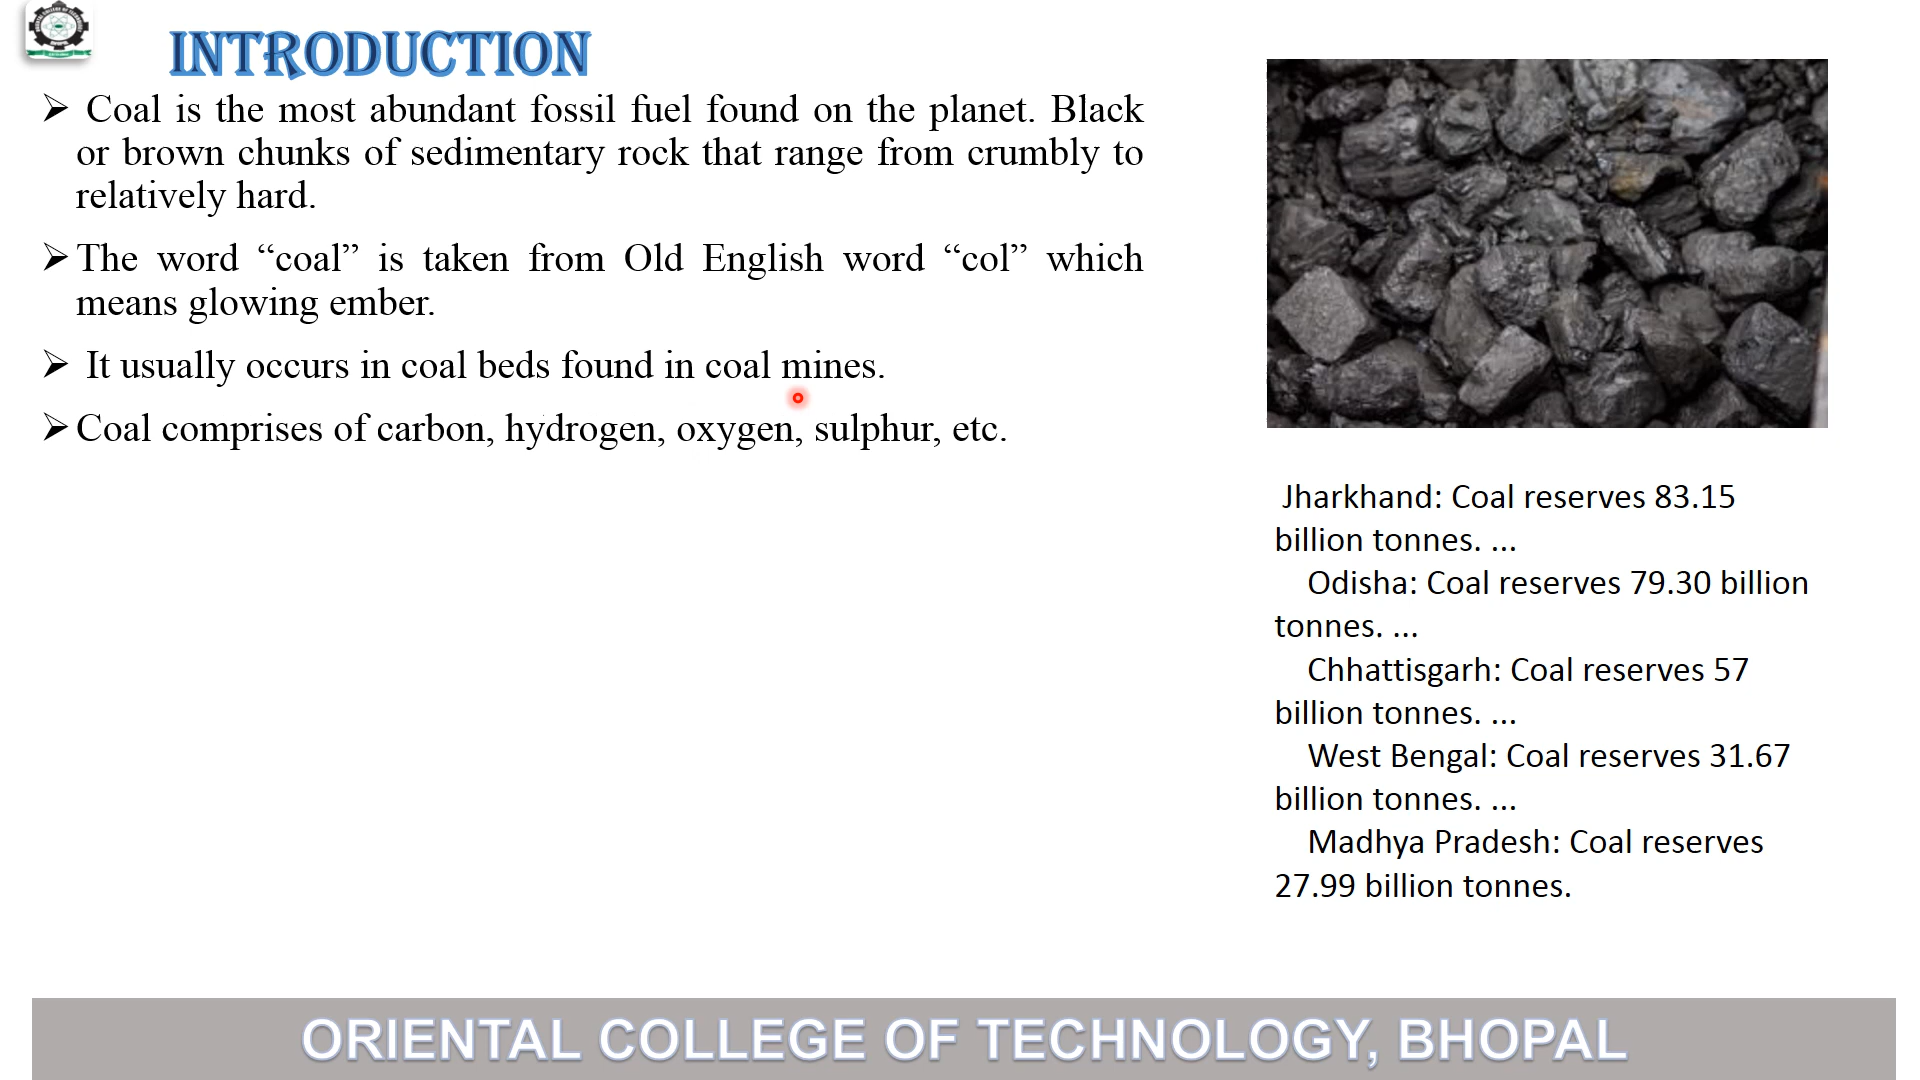 INTRODUCTION
➢ Coal is the most abundant fossil fuel found on the planet. Black
or brown chunks of sedimentary rock that range from crumbly to
relatively hard.
➢ The word “coal” is taken from Old English word “col” which
means glowing ember.
➢ It usually occurs in coal beds found in coal mines.
➢ Coal comprises of carbon, hydrogen, oxygen, sulphur, etc.
Jharkhand: Coal reserves 83.15
billion tonnes. ...
Odisha: Coal reserves 79.30 billion
tonnes. ...
Chhattisgarh: Coal reserves 57
billion tonnes. ...
West Bengal: Coal reserves 31.67
billion tonnes. ...
Madhya Pradesh: Coal reserves
27.99 billion tonnes.
ORIENTAL COLLEGE OF TECHNOLOGY, BHOPAL